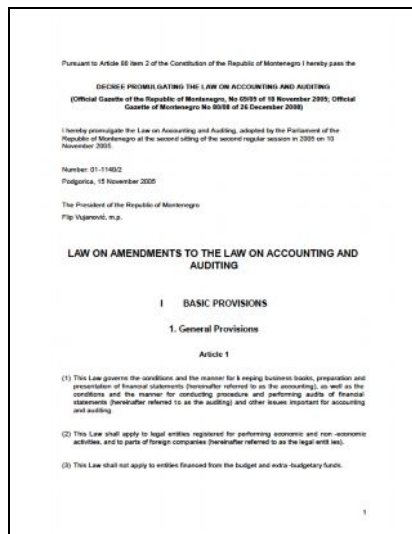 Pursuant to Article 88 item 2 of the Constitution of the Republic of Montenegro I hereby pass the
DECREE PROMULGATING THE LAW ON ACCOUNTING AND AUDITING
(Official Gazette of the Republic of Montenegro, No 69/05 of 18 November 2005; Official
Gazette of Montenegro No 80/08 of 26 December 2008)
I hereby promulgate the Law on Accounting and Auditing, adopted by the Parliament of the
Republic of Montenegro at the second sitting of the second regular session in 2005 on 10
November 2005.
Number: 01-1140/2
Podgorica, 15 November 2005
The President of the Republic of Montenegro
Flip Vujanović, m.p.
LAW ON AMENDMENTS TO THE LAW ON ACCOUNTING AND
AUDITING
I BASIC PROVISIONS
1. General Provisions
Article 1
(1) This Law governs the conditions and the manner for k eeping business books, preparation and
presentation of financial statements (hereinafter referred to as the accounting), as well as the
conditions and the manner for conducting procedure and performing audits of financial
statements (hereinafter referred to as the auditing) and other issues important for accounting
and auditing.
(2) This Law shall apply to legal entities registered for performing economic and non -economic
activities, and to parts of foreign companies (hereinafter referred to as the legal entit ies).
(3) This Law shall not apply to entities financed from the budget and extra -budgetary funds.
1